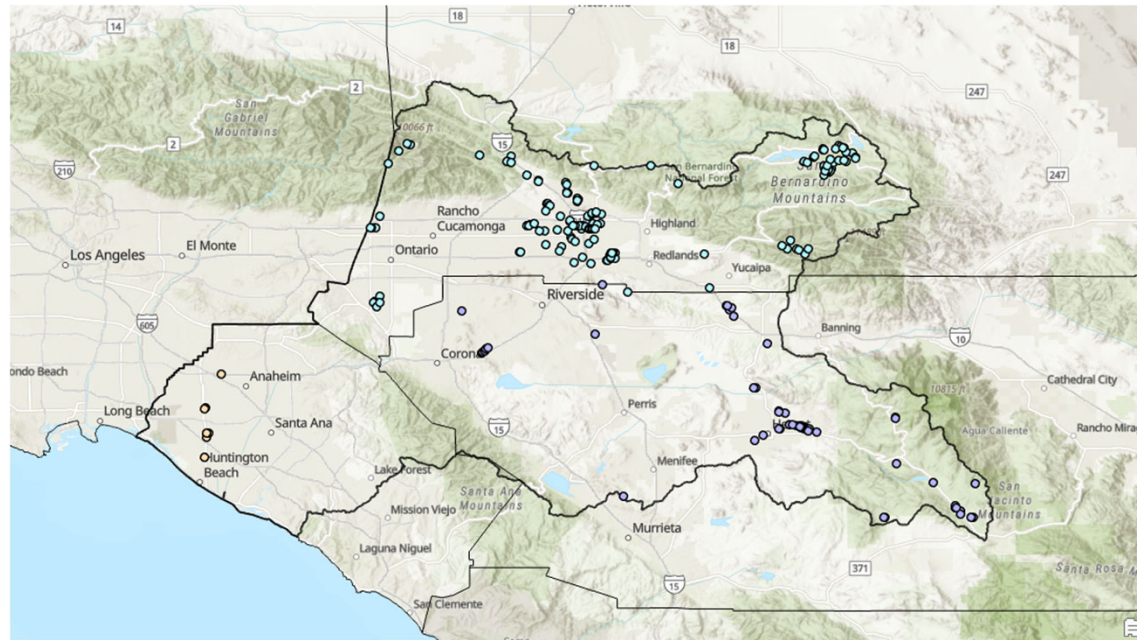 14
18
18
2
247
San
Gabriel
Mountains
10066 ft
15
2
210
San Bernardino
National Forest
Bernardino
Mountains
247
Rancho
Cucamonga
Highland
Los Angeles
El Monte
Ontario
Redlands
Yucaipa
Riverside
605
Banning
10
Corona
Anaheim
ondo Beach
10815 ft
Cathedral City
Long Beach
Perris
Santa Ana
15
Agua Caliente
Rancho Mira
Huntington
Beach
Lake Forest
Menifee
Santa Ana
Mountains
San
Jacinto
Mountains
Mission Viejo
Murrieta
Laguna Niguel
371
Santa Rosa M
15
San Clemente